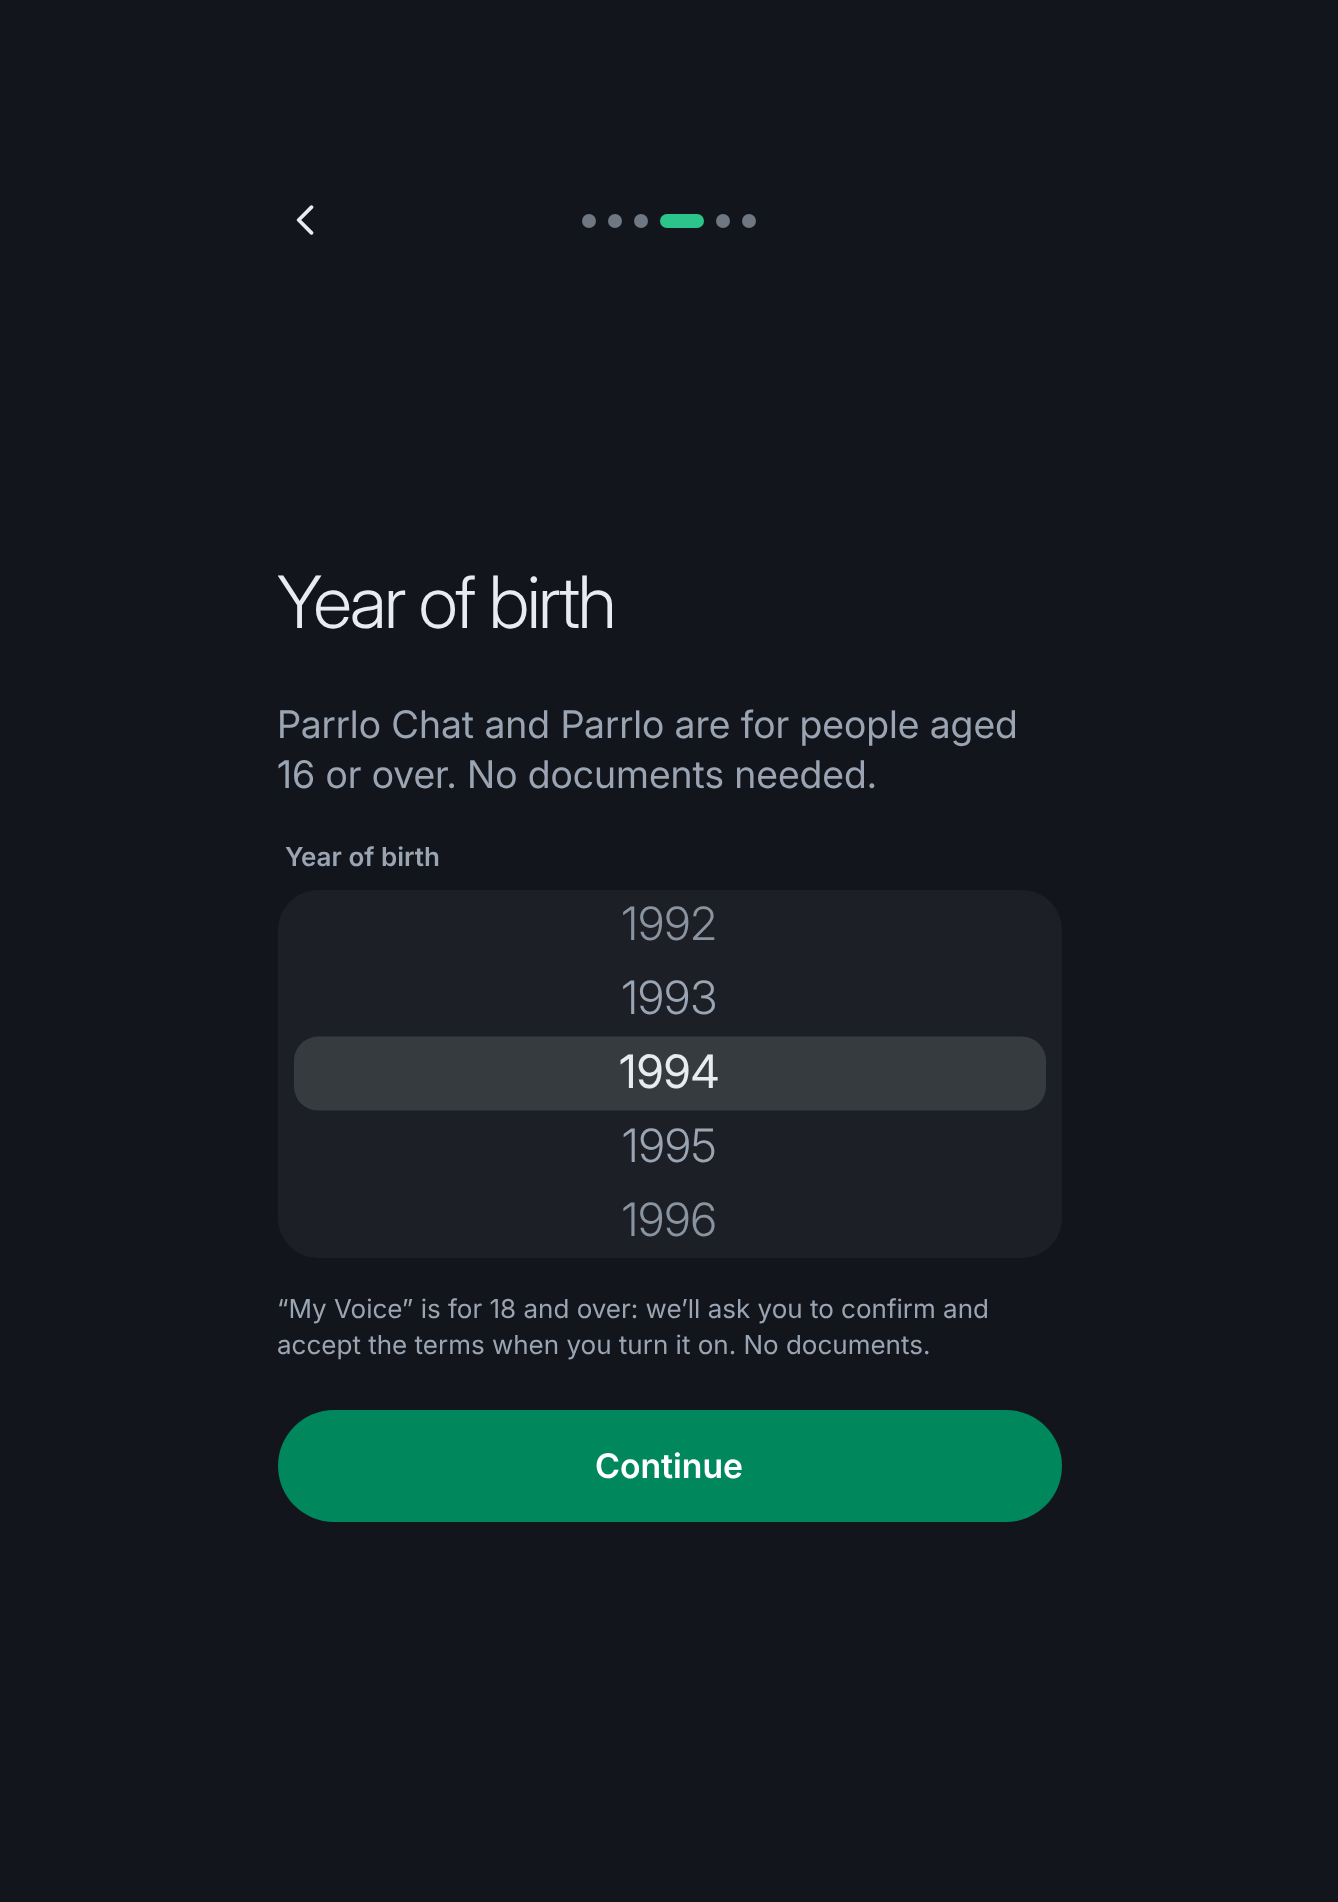 Year of birth
Parrlo Chat and Parrlo are for people aged
16 or over. No documents needed.
Year of birth
1992
1993
1994
1995
1996
“My Voice” is for 18 and over: we’ll ask you to confirm and
accept the terms when you turn it on. No documents.
Continue